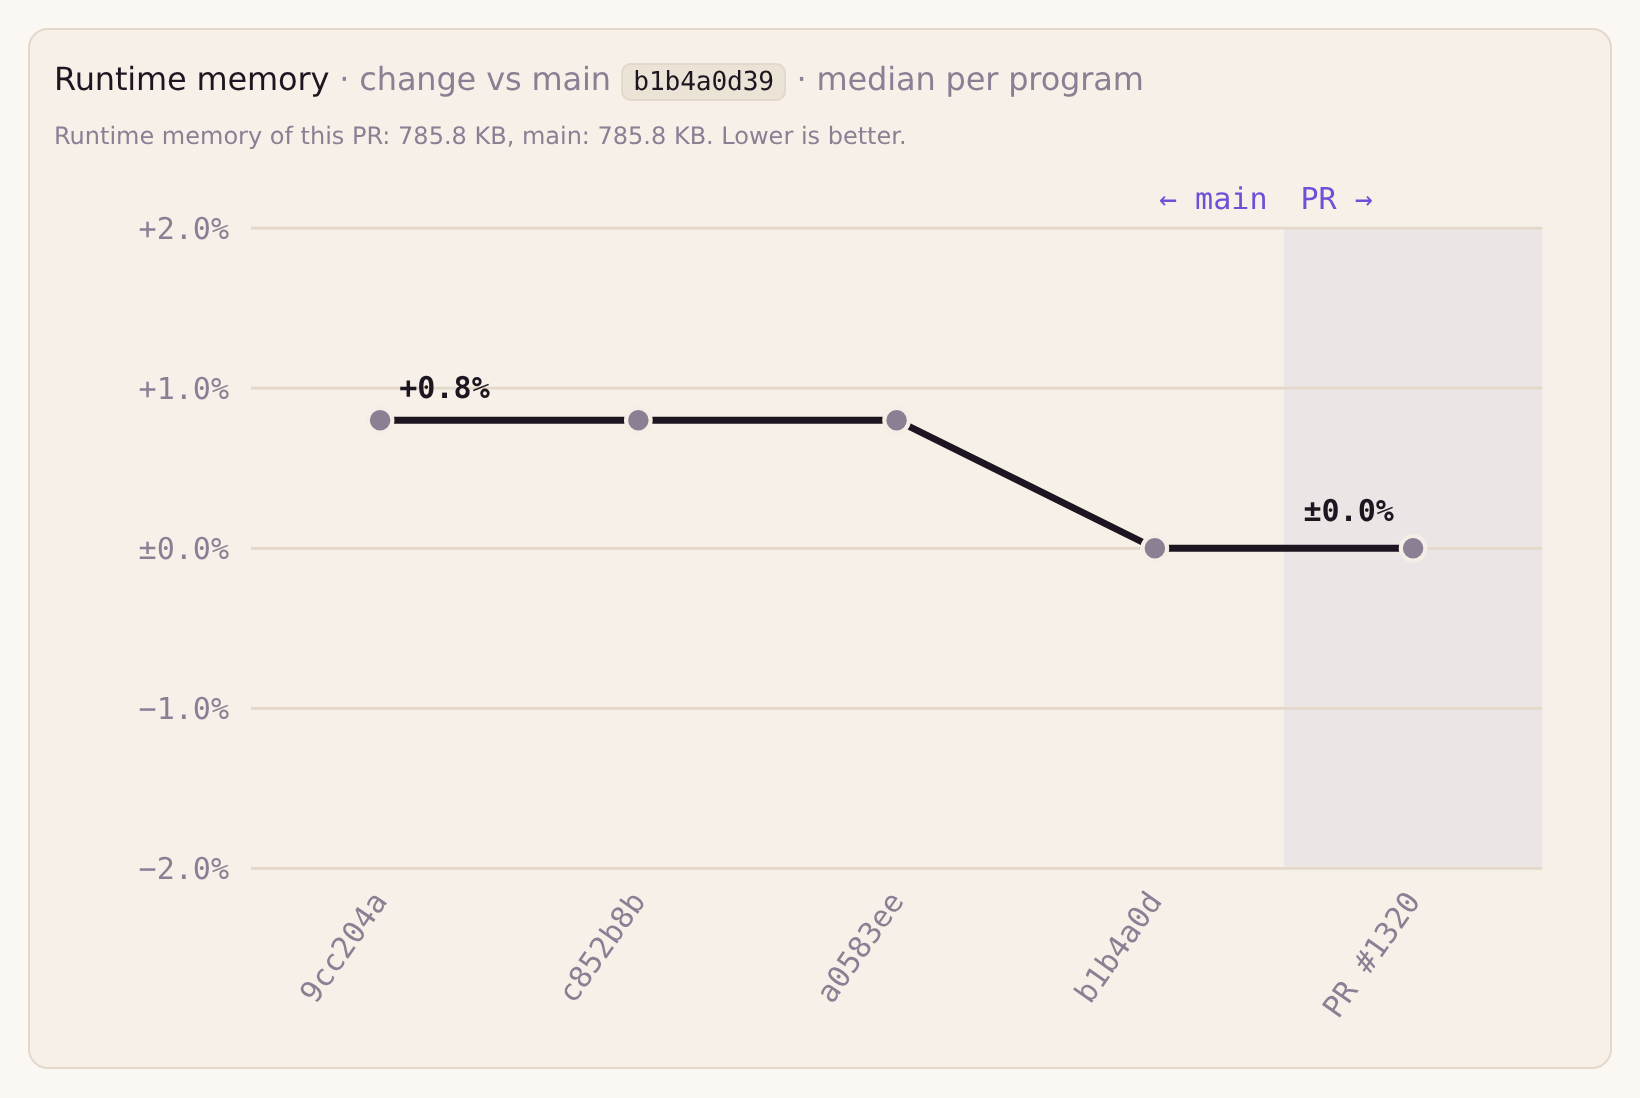 Runtime memory · change vs main b1b4a0d39 · median per program
Runtime memory of this PR: 785.8 KB, main: 785.8 KB. Lower is better.
← main PR →
+2.0%
+1.0%
+0.8%
±0.0%
±0.0%
−1.0%
−2.0%
9cc204a
c852b8b
a0583ee
b1b4a0d
PR #1320